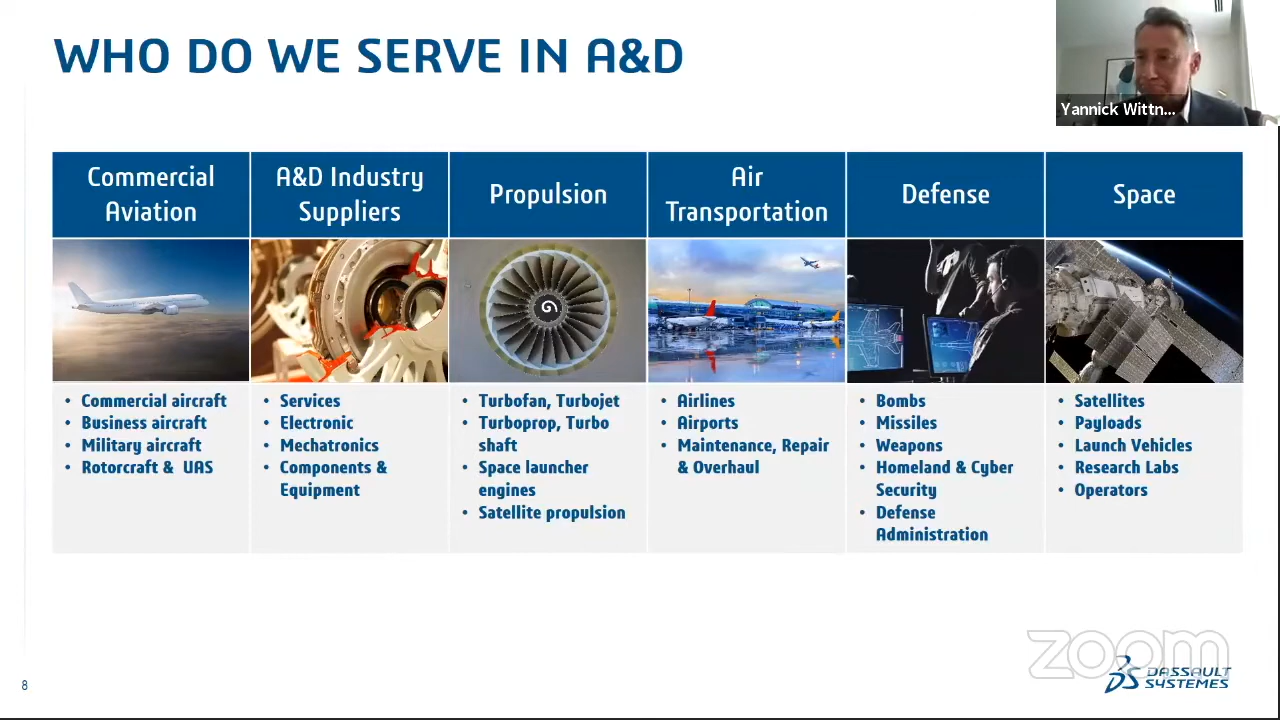 WHO DO WE SERVE IN A&D
Yannick Wittn...
Commercial
Aviation
A&D Industry
Suppliers
Propulsion
Air
Transportation
Defense
Space
• Commercial aircraft
• Business aircraft
• Military aircraft
• Rotorcraft & UAS
• Services
• Electronic
• Mechatronics
• Components &
Equipment
• Turbofan, Turbojet
• Turboprop, Turbo
shaft
• Space launcher
engines
• Satellite propulsion
• Airlines
• Airports
• Maintenance, Repair
& Overhaul
• Bombs
• Missiles
• Weapons
• Homeland & Cyber
Security
• Defense
Administration
• Satellites
• Payloads
• Launch Vehicles
• Research Labs
• Operators
zoom
8
DASSAULT
SYSTEMES